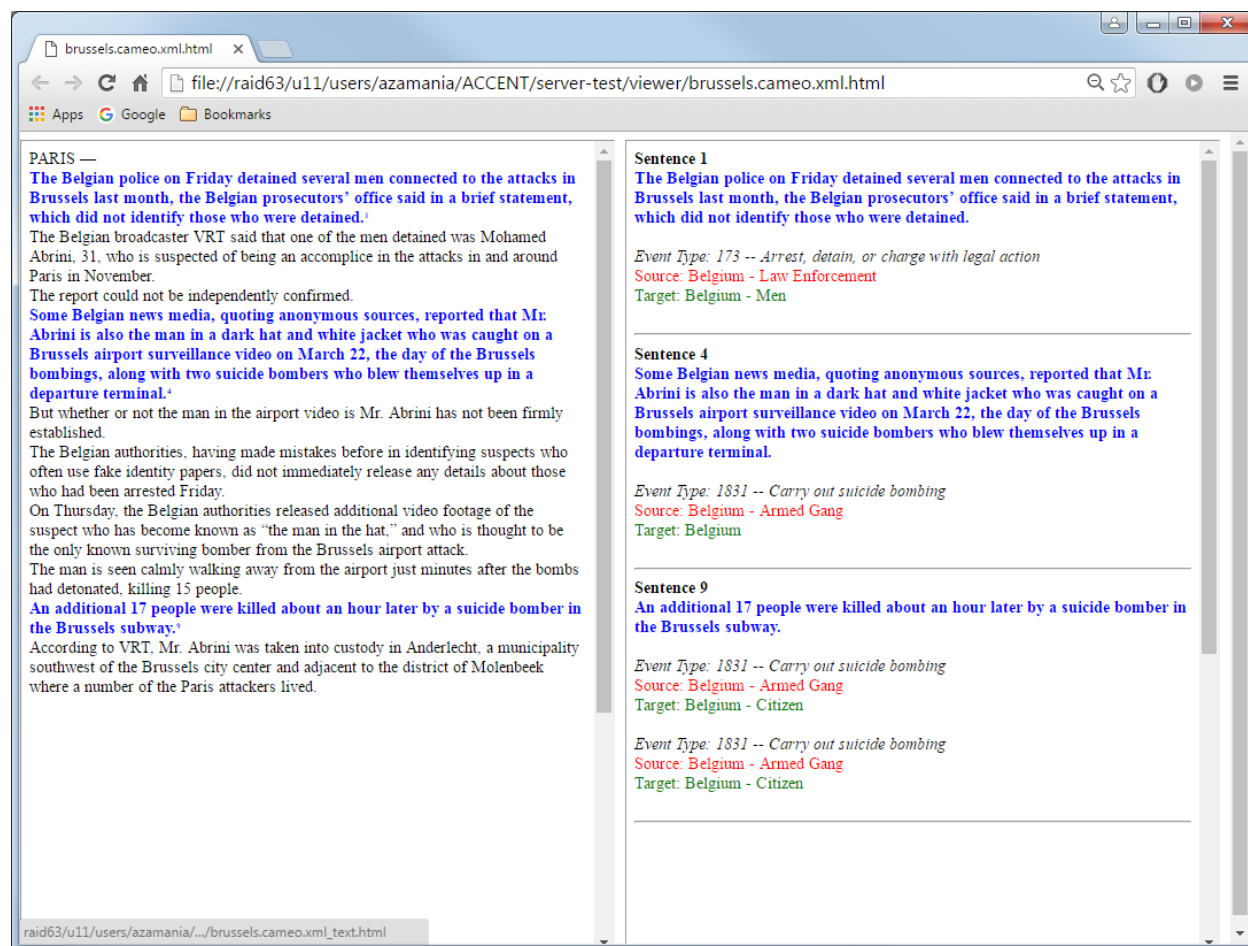 brussels.cameo.xml.html
file://raid63/u11/users/azamania/ACCENT/server-test/viewer/brussels.cameo.xml.html
Apps Google Bookmarks
PARIS —
The Belgian police on Friday detained several men connected to the attacks in
Brussels last month, the Belgian prosecutors’ office said in a brief statement,
which did not identify those who were detained.¹
The Belgian broadcaster VRT said that one of the men detained was Mohamed
Abrini, 31, who is suspected of being an accomplice in the attacks in and around
Paris in November.
The report could not be independently confirmed.
Some Belgian news media, quoting anonymous sources, reported that Mr.
Abrini is also the man in a dark hat and white jacket who was caught on a
Brussels airport surveillance video on March 22, the day of the Brussels
bombings, along with two suicide bombers who blew themselves up in a
departure terminal.⁴
But whether or not the man in the airport video is Mr. Abrini has not been firmly
established.
The Belgian authorities, having made mistakes before in identifying suspects who
often use fake identity papers, did not immediately release any details about those
who had been arrested Friday.
On Thursday, the Belgian authorities released additional video footage of the
suspect who has become known as “the man in the hat,” and who is thought to be
the only known surviving bomber from the Brussels airport attack.
The man is seen calmly walking away from the airport just minutes after the bombs
had detonated, killing 15 people.
An additional 17 people were killed about an hour later by a suicide bomber in
the Brussels subway.⁹
According to VRT, Mr. Abrini was taken into custody in Anderlecht, a municipality
southwest of the Brussels city center and adjacent to the district of Molenbeek
where a number of the Paris attackers lived.
Sentence 1
The Belgian police on Friday detained several men connected to the attacks in
Brussels last month, the Belgian prosecutors’ office said in a brief statement,
which did not identify those who were detained.
Event Type: 173 -- Arrest, detain, or charge with legal action
Source: Belgium - Law Enforcement
Target: Belgium - Men
Sentence 4
Some Belgian news media, quoting anonymous sources, reported that Mr.
Abrini is also the man in a dark hat and white jacket who was caught on a
Brussels airport surveillance video on March 22, the day of the Brussels
bombings, along with two suicide bombers who blew themselves up in a
departure terminal.
Event Type: 1831 -- Carry out suicide bombing
Source: Belgium - Armed Gang
Target: Belgium
Sentence 9
An additional 17 people were killed about an hour later by a suicide bomber in
the Brussels subway.
Event Type: 1831 -- Carry out suicide bombing
Source: Belgium - Armed Gang
Target: Belgium - Citizen
Event Type: 1831 -- Carry out suicide bombing
Source: Belgium - Armed Gang
Target: Belgium - Citizen
raid63/u11/users/azamania/.../brussels.cameo.xml_text.html